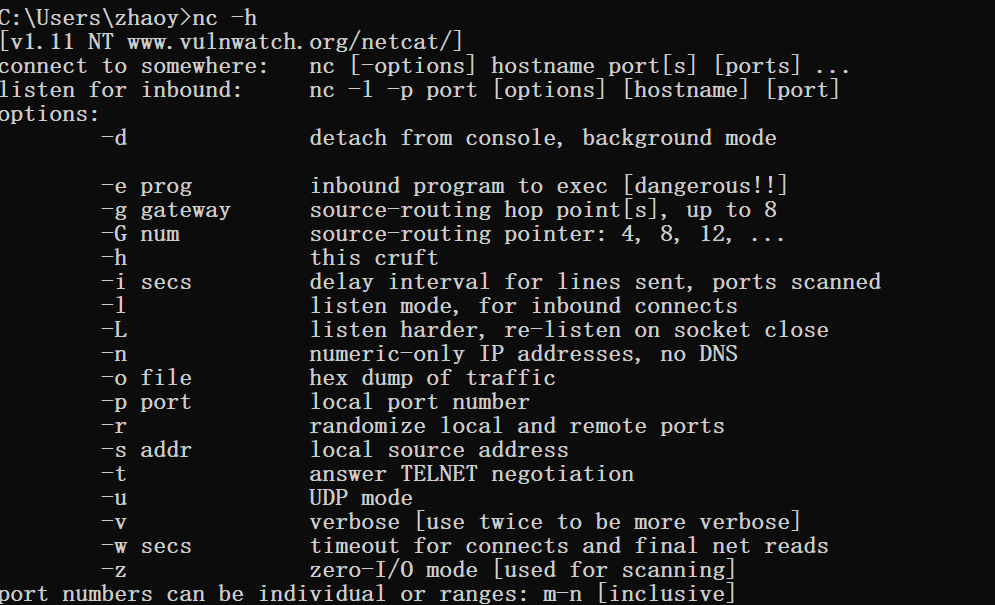 C:\Users\zhaoy>nc -h
[v1.11 NT www.vulnwatch.org/netcat/]
connect to somewhere:   nc [-options] hostname port[s] [ports] ...
listen for inbound:     nc -l -p port [options] [hostname] [port]
options:
        -d              detach from console, background mode
        -e prog         inbound program to exec [dangerous!!]
        -g gateway      source-routing hop point[s], up to 8
        -G num          source-routing pointer: 4, 8, 12, ...
        -h              this cruft
        -i secs         delay interval for lines sent, ports scanned
        -l              listen mode, for inbound connects
        -L              listen harder, re-listen on socket close
        -n              numeric-only IP addresses, no DNS
        -o file         hex dump of traffic
        -p port         local port number
        -r              randomize local and remote ports
        -s addr         local source address
        -t              answer TELNET negotiation
        -u              UDP mode
        -v              verbose [use twice to be more verbose]
        -w secs         timeout for connects and final net reads
        -z              zero-I/O mode [used for scanning]
port numbers can be individual or ranges: m-n [inclusive]